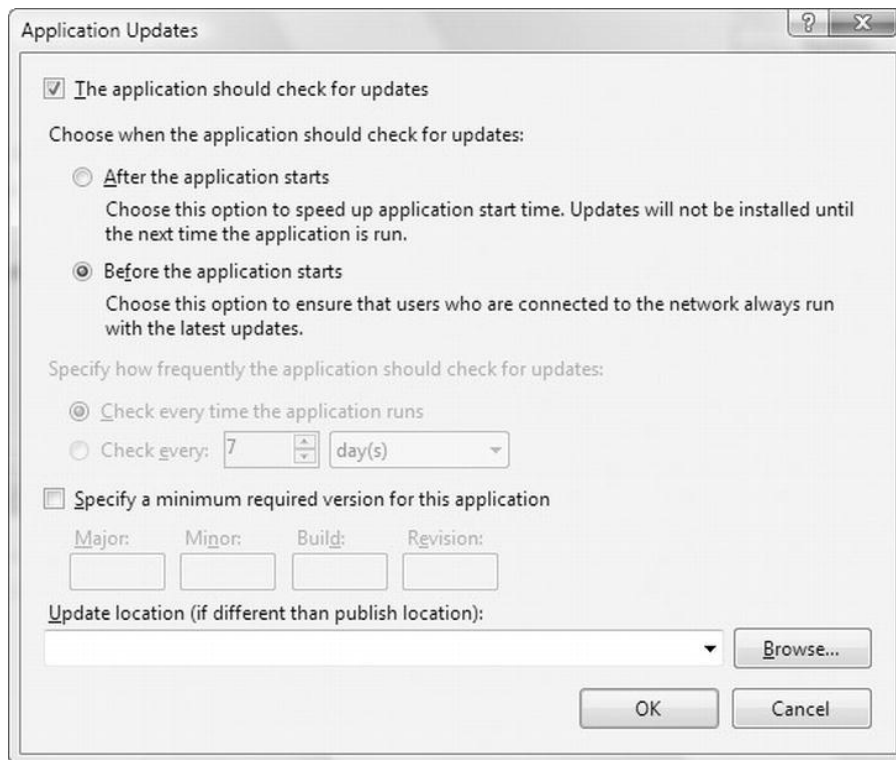 Application Updates
The application should check for updates
Choose when the application should check for updates:
After the application starts
Choose this option to speed up application start time. Updates will not be installed until
the next time the application is run.
Before the application starts
Choose this option to ensure that users who are connected to the network always run
with the latest updates.
Specify how frequently the application should check for updates:
Check every time the application runs
Check every: 7 day(s)
Specify a minimum required version for this application
Major: Minor: Build: Revision:
Update location (if different than publish location):
Browse...
OK Cancel